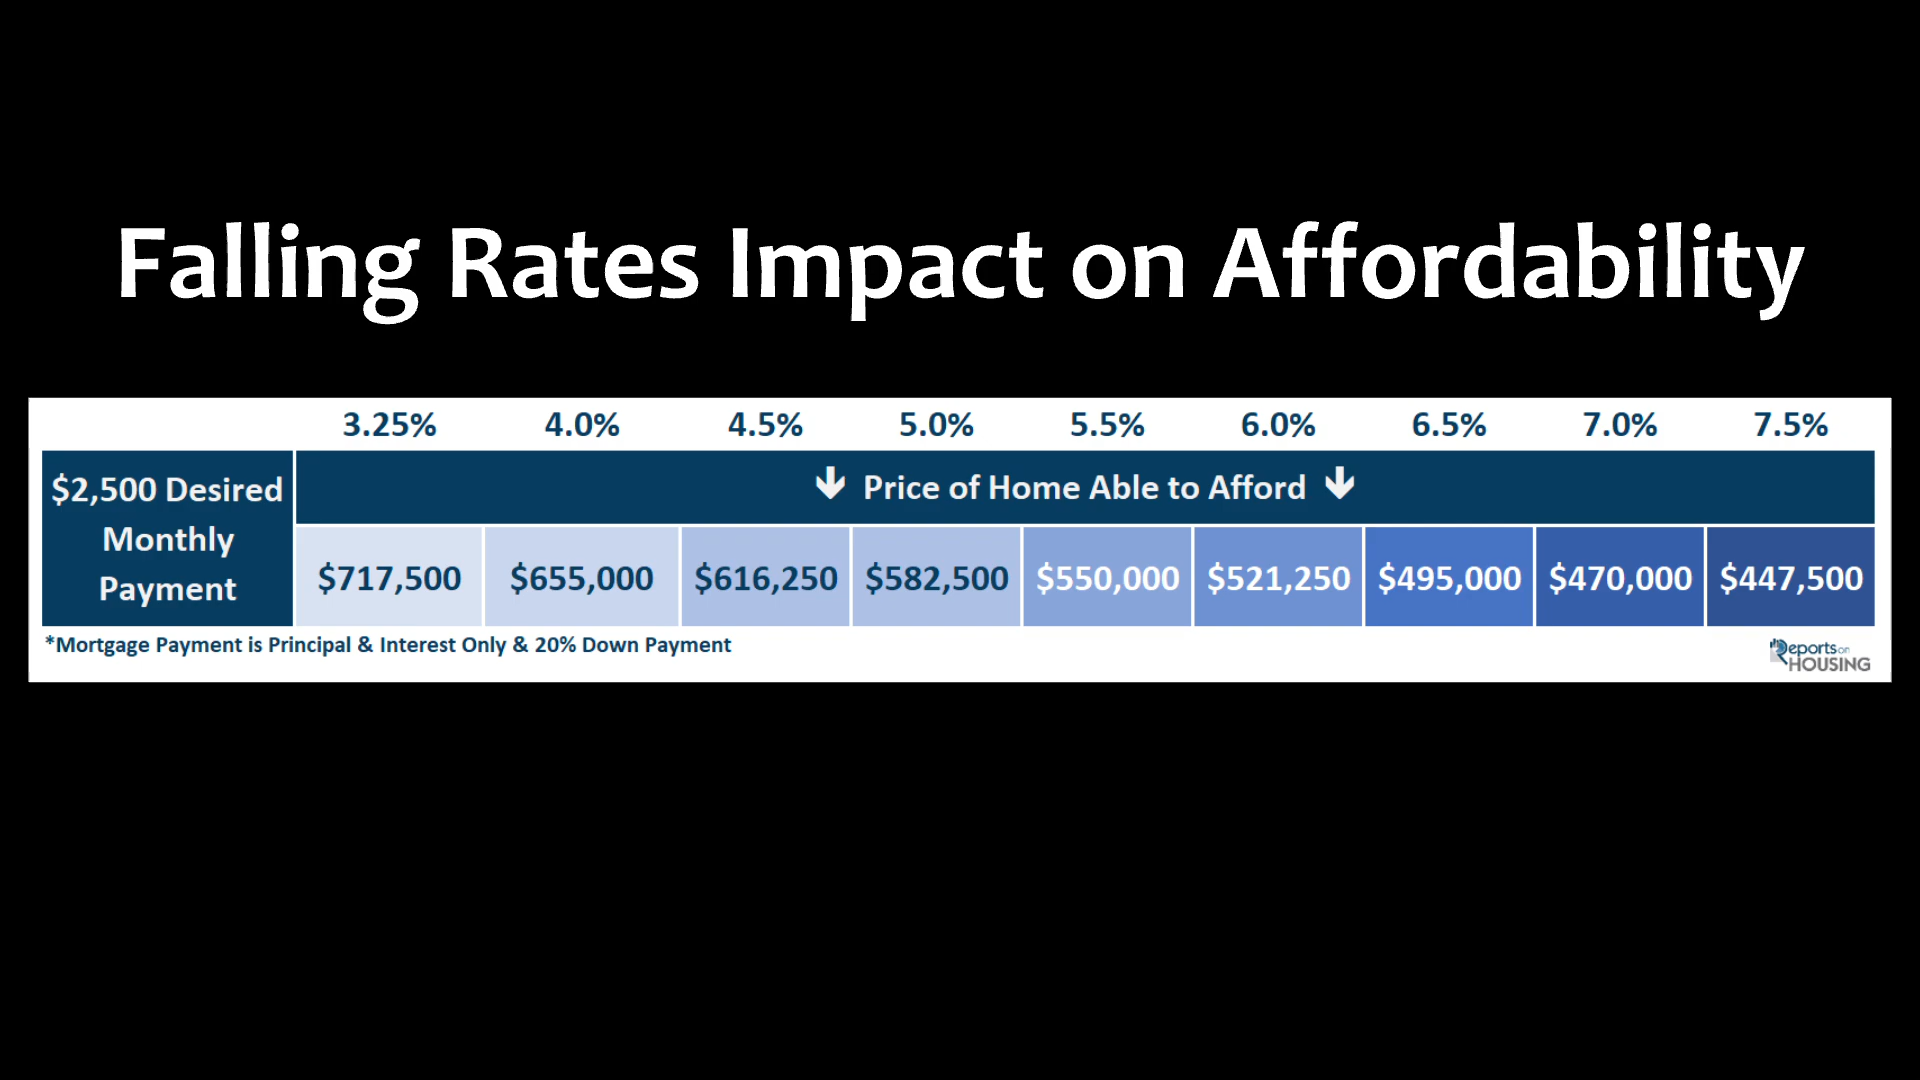 Falling Rates Impact on Affordability
3.25% 4.0% 4.5% 5.0% 5.5% 6.0% 6.5% 7.0% 7.5%
$2,500 Desired
Monthly
Payment
↓ Price of Home Able to Afford ↓
$717,500 $655,000 $616,250 $582,500 $550,000 $521,250 $495,000 $470,000 $447,500
*Mortgage Payment is Principal & Interest Only & 20% Down Payment
Reports on
HOUSING